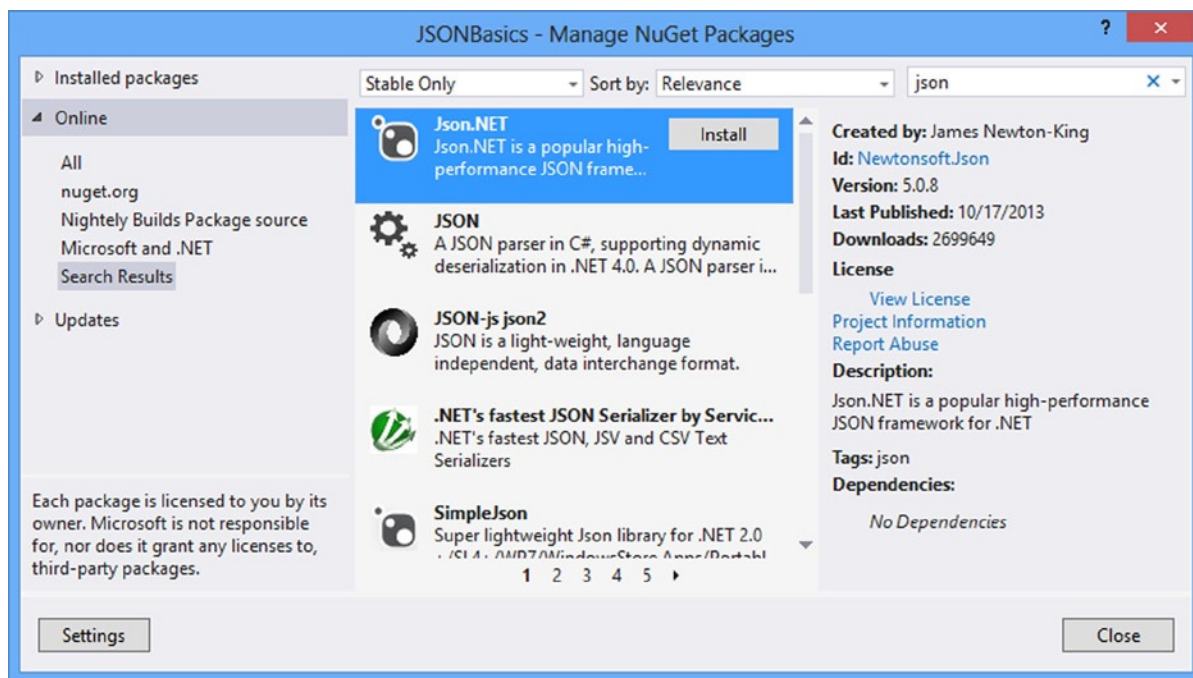 JSONBasics - Manage NuGet Packages
?
Installed packages
Online
All
nuget.org
Nightely Builds Package source
Microsoft and .NET
Search Results
Updates
Each package is licensed to you by its
owner. Microsoft is not responsible
for, nor does it grant any licenses to,
third-party packages.
Stable Only
Sort by: Relevance
json
Json.NET
Json.NET is a popular high-
performance JSON frame...
Install
JSON
A JSON parser in C#, supporting dynamic
deserialization in .NET 4.0. A JSON parser i...
JSON-js json2
JSON is a light-weight, language
independent, data interchange format.
.NET's fastest JSON Serializer by Servic...
.NET's fastest JSON, JSV and CSV Text
Serializers
SimpleJson
Super lightweight Json library for .NET 2.0
+/SL4+/WP7/WindowsStore Apps/Portabl
1 2 3 4 5
Created by: James Newton-King
Id: Newtonsoft.Json
Version: 5.0.8
Last Published: 10/17/2013
Downloads: 2699649
License
View License
Project Information
Report Abuse
Description:
Json.NET is a popular high-performance
JSON framework for .NET
Tags: json
Dependencies:
No Dependencies
Settings
Close